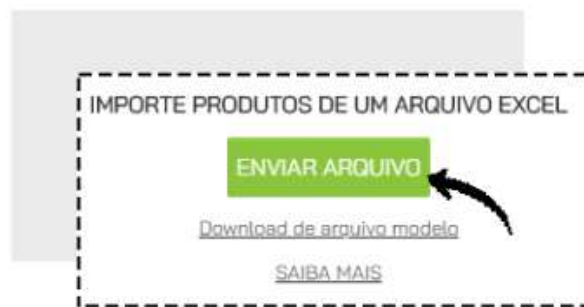 IMPORTE PRODUTOS DE UM ARQUIVO EXCEL
ENVIAR ARQUIVO
Download de arquivo modelo
SAIBA MAIS